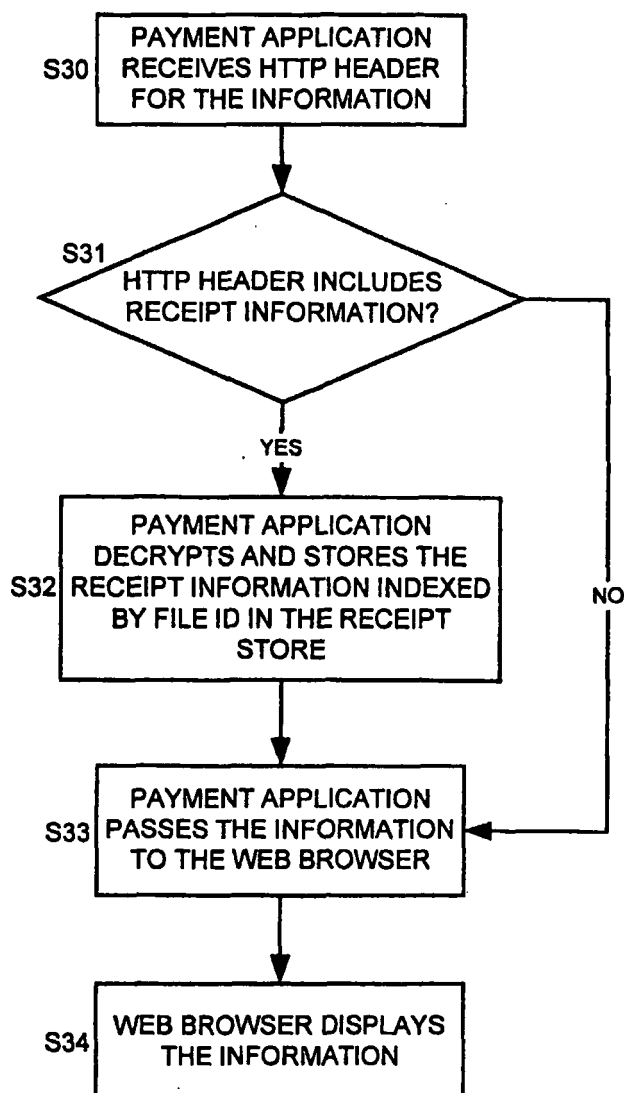 PAYMENT APPLICATION
S30 RECEIVES HTTP HEADER
FOR THE INFORMATION
S31
HTTP HEADER INCLUDES
RECEIPT INFORMATION?
YES
PAYMENT APPLICATION
DECRYPTS AND STORES THE
S32 RECEIPT INFORMATION INDEXED
BY FILE ID IN THE RECEIPT
STORE
NO
PAYMENT APPLICATION
S33 PASSES THE INFORMATION
TO THE WEB BROWSER
WEB BROWSER DISPLAYS
S34 THE INFORMATION